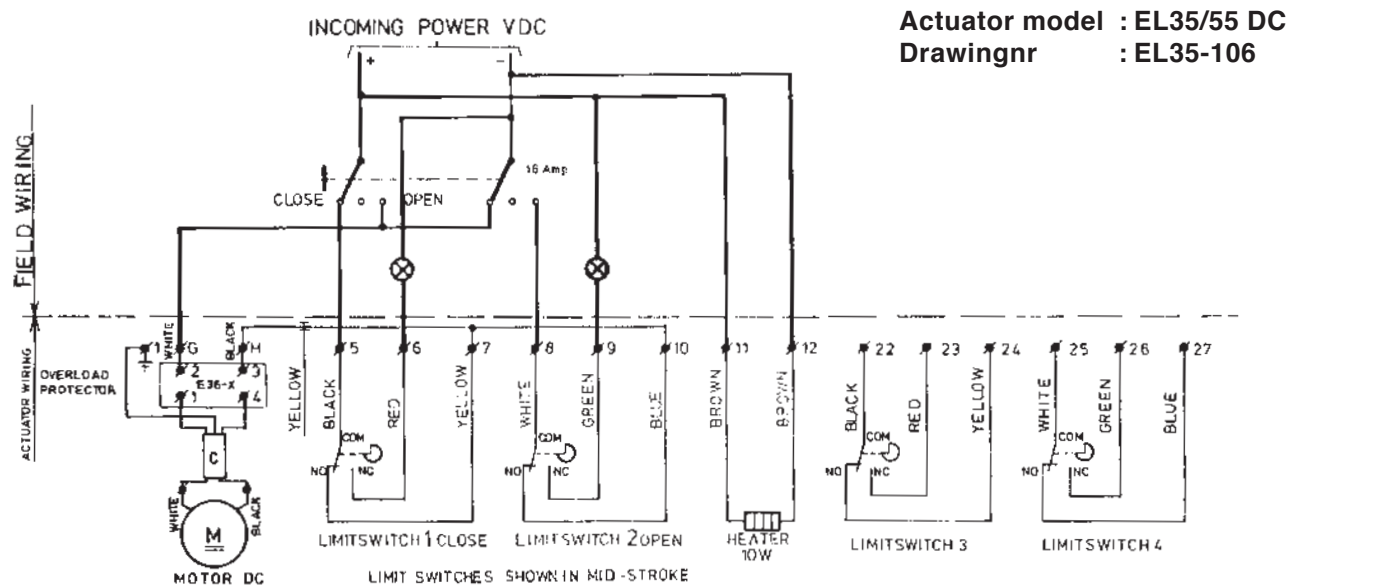 Actuator model : EL35/55 DC
Drawingnr : EL35-106
INCOMING POWER VDC
+ −
FIELD WIRING
16 Amp
CLOSE OPEN
ACTUATOR WIRING
WHITE BLACK
1 G H 5 6 7 8 9 10 11 12 22 23 24 25 26 27
OVERLOAD PROTECTOR
2 3
E36-X
1 4
YELLOW BLACK RED YELLOW WHITE GREEN BLUE BROWN BROWN BLACK RED YELLOW WHITE GREEN BLUE
COM COM COM COM
C
NO NC NO NC NO NC NO NC
WHITE BLACK
M
MOTOR DC
LIMITSWITCH 1 CLOSE LIMITSWITCH 2 OPEN HEATER 10W LIMITSWITCH 3 LIMITSWITCH 4
LIMIT SWITCHES SHOWN IN MID-STROKE